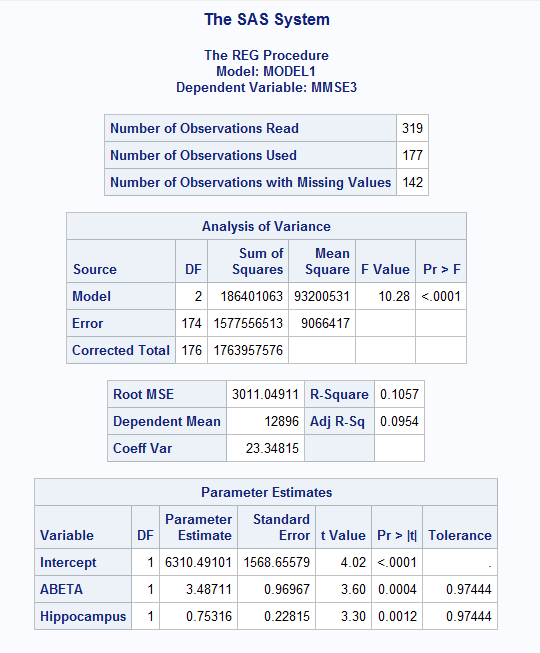 The SAS System
The REG Procedure
Model: MODEL1
Dependent Variable: MMSE3
Number of Observations Read 319
Number of Observations Used 177
Number of Observations with Missing Values 142
Analysis of Variance
Source DF Sum of Squares Mean Square F Value Pr > F
Model 2 186401063 93200531 10.28 <.0001
Error 174 1577556513 9066417
Corrected Total 176 1763957576
Root MSE 3011.04911 R-Square 0.1057
Dependent Mean 12896 Adj R-Sq 0.0954
Coeff Var 23.34815
Parameter Estimates
Variable DF Parameter Estimate Standard Error t Value Pr > |t| Tolerance
Intercept 1 6310.49101 1568.65579 4.02 <.0001 .
ABETA 1 3.48711 0.96967 3.60 0.0004 0.97444
Hippocampus 1 0.75316 0.22815 3.30 0.0012 0.97444